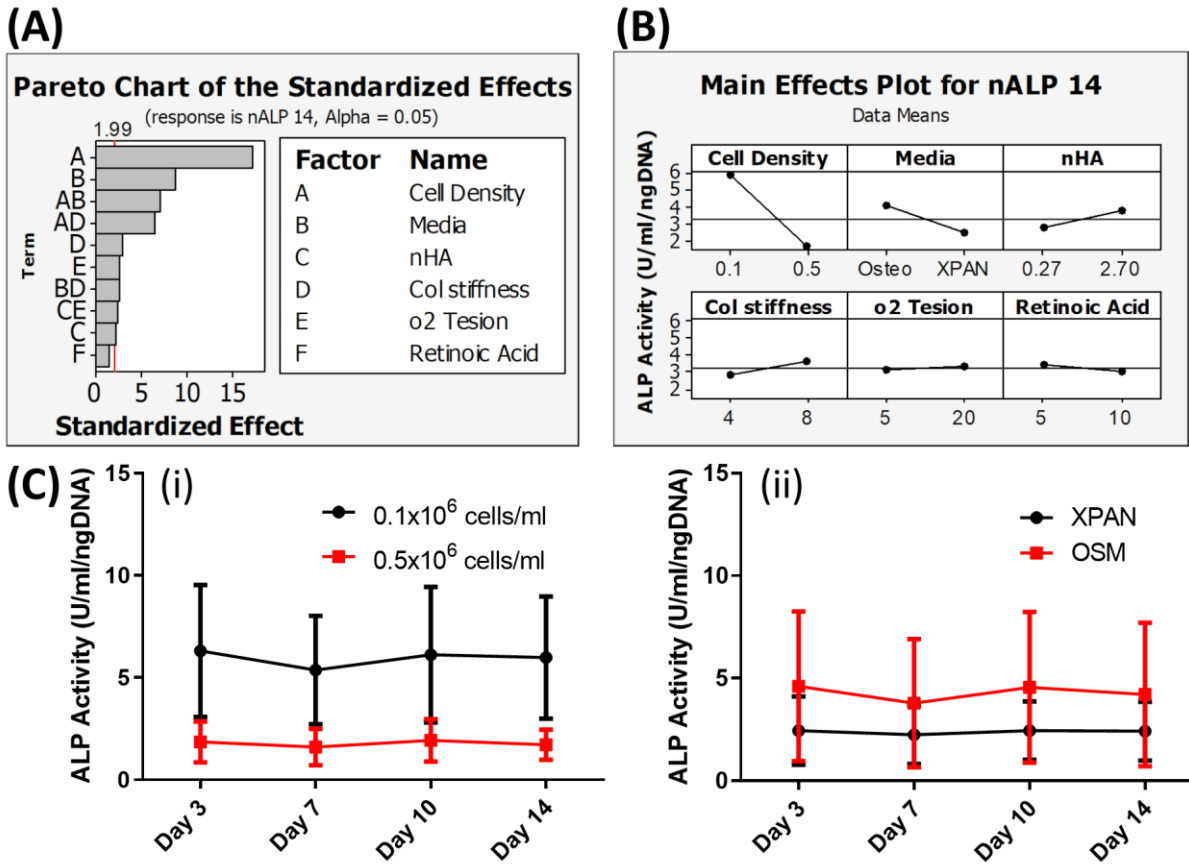 (A)
Pareto Chart of the Standardized Effects
(response is nALP 14, Alpha = 0.05)
1.99
Term
A
B
AB
AD
D
E
BD
CE
C
F
0 5 10 15
Standardized Effect
Factor Name
A Cell Density
B Media
C nHA
D Col stiffness
E o2 Tesion
F Retinoic Acid
(B)
Main Effects Plot for nALP 14
Data Means
ALP Activity (U/ml/ngDNA)
Cell Density Media nHA
6
4
3
2
0.1 0.5 Osteo XPAN 0.27 2.70
Col stiffness o2 Tesion Retinoic Acid
6
4
3
2
4 8 5 20 5 10
(C)
(i)
ALP Activity (U/ml/ngDNA)
15
10
5
0
0.1x10⁶ cells/ml
0.5x10⁶ cells/ml
Day 3 Day 7 Day 10 Day 14
(ii)
ALP Activity (U/ml/ngDNA)
15
10
5
0
XPAN
OSM
Day 3 Day 7 Day 10 Day 14